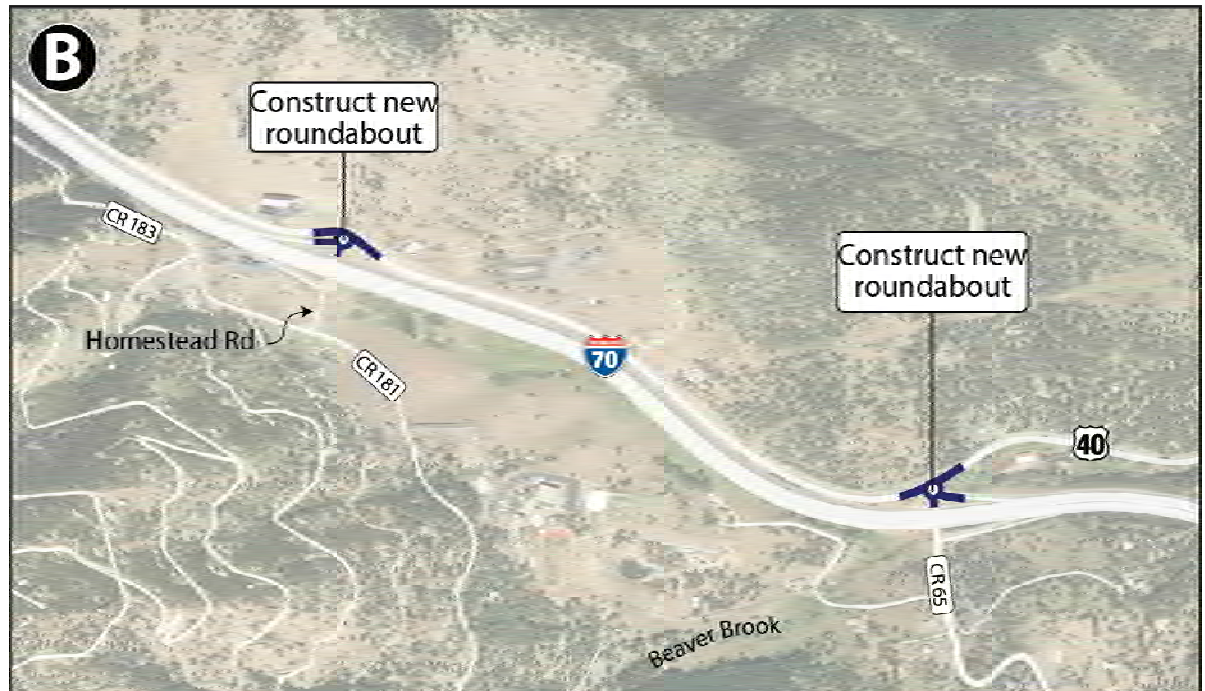 B
Construct new
roundabout
CR 183
Homestead Rd
CR 181
70
Construct new
roundabout
40
CR 65
Beaver Brook